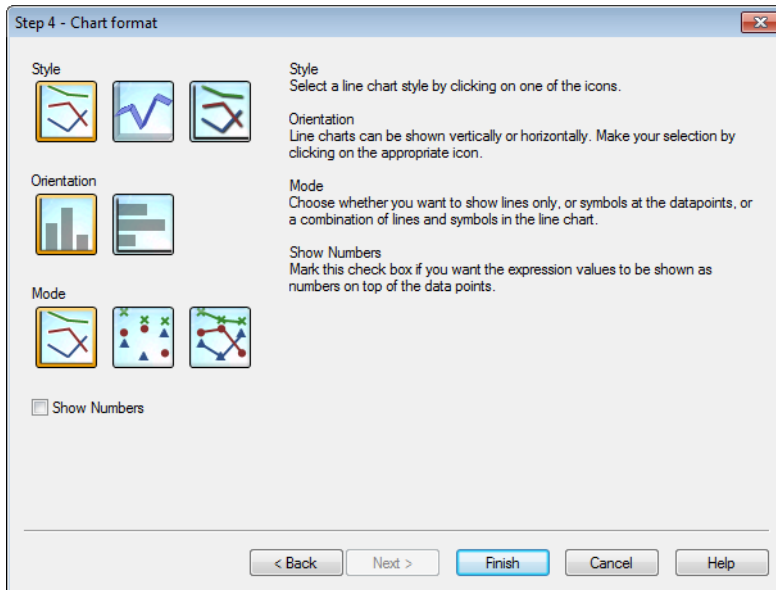 Step 4 - Chart format
Style
Orientation
Mode
Show Numbers
Style
Select a line chart style by clicking on one of the icons.
Orientation
Line charts can be shown vertically or horizontally. Make your selection by
clicking on the appropriate icon.
Mode
Choose whether you want to show lines only, or symbols at the datapoints, or
a combination of lines and symbols in the line chart.
Show Numbers
Mark this check box if you want the expression values to be shown as
numbers on top of the data points.
< Back
Next >
Finish
Cancel
Help